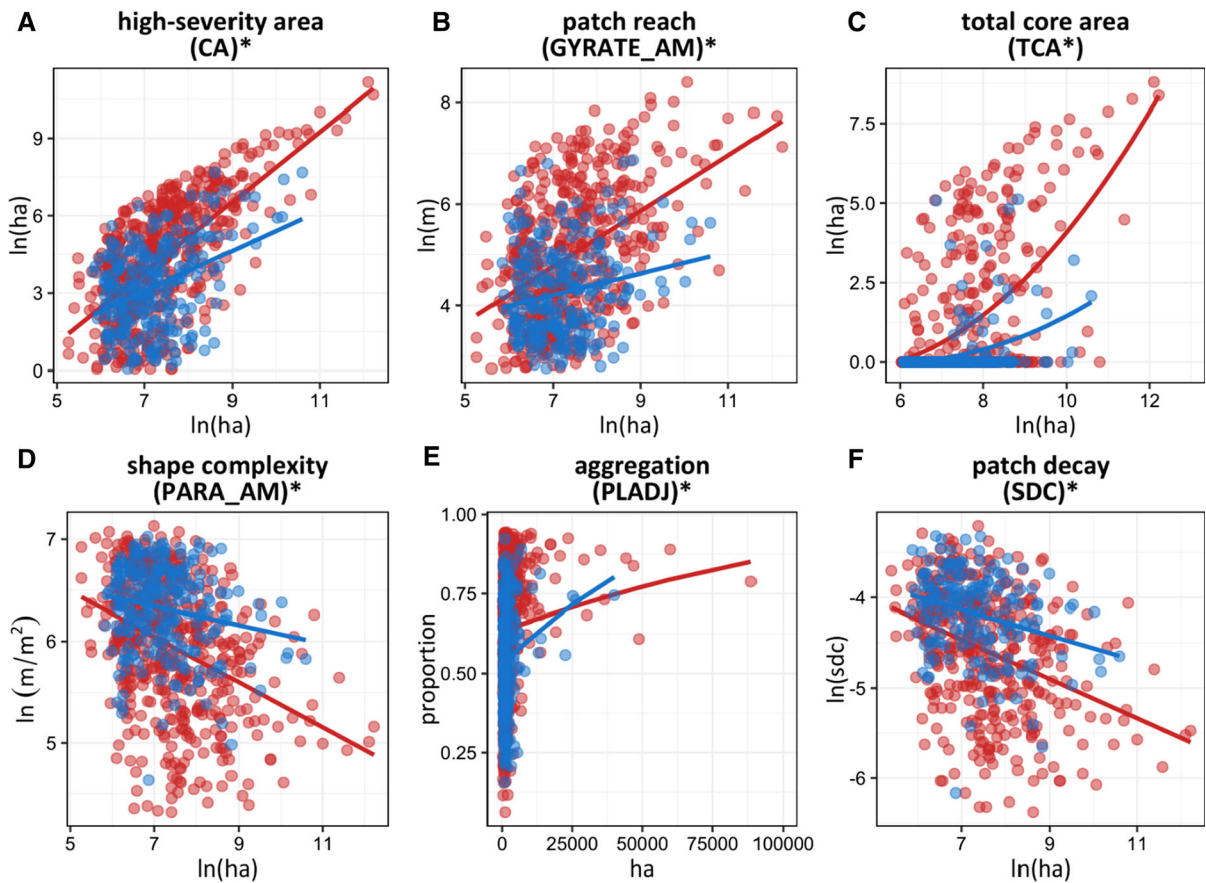 A
high-severity area
(CA)*
ln(ha)
9
6
3
0
5 7 9 11
ln(ha)
B
patch reach
(GYRATE_AM)*
ln(m)
8
6
4
5 7 9 11
ln(ha)
C
total core area
(TCA*)
ln(ha)
7.5
5.0
2.5
0.0
6 8 10 12
ln(ha)
D
shape complexity
(PARA_AM)*
ln (m/m²)
7
6
5
5 7 9 11
ln(ha)
E
aggregation
(PLADJ)*
proportion
1.00
0.75
0.50
0.25
0 25000 50000 75000 100000
ha
F
patch decay
(SDC)*
ln(sdc)
-4
-5
-6
7 9 11
ln(ha)